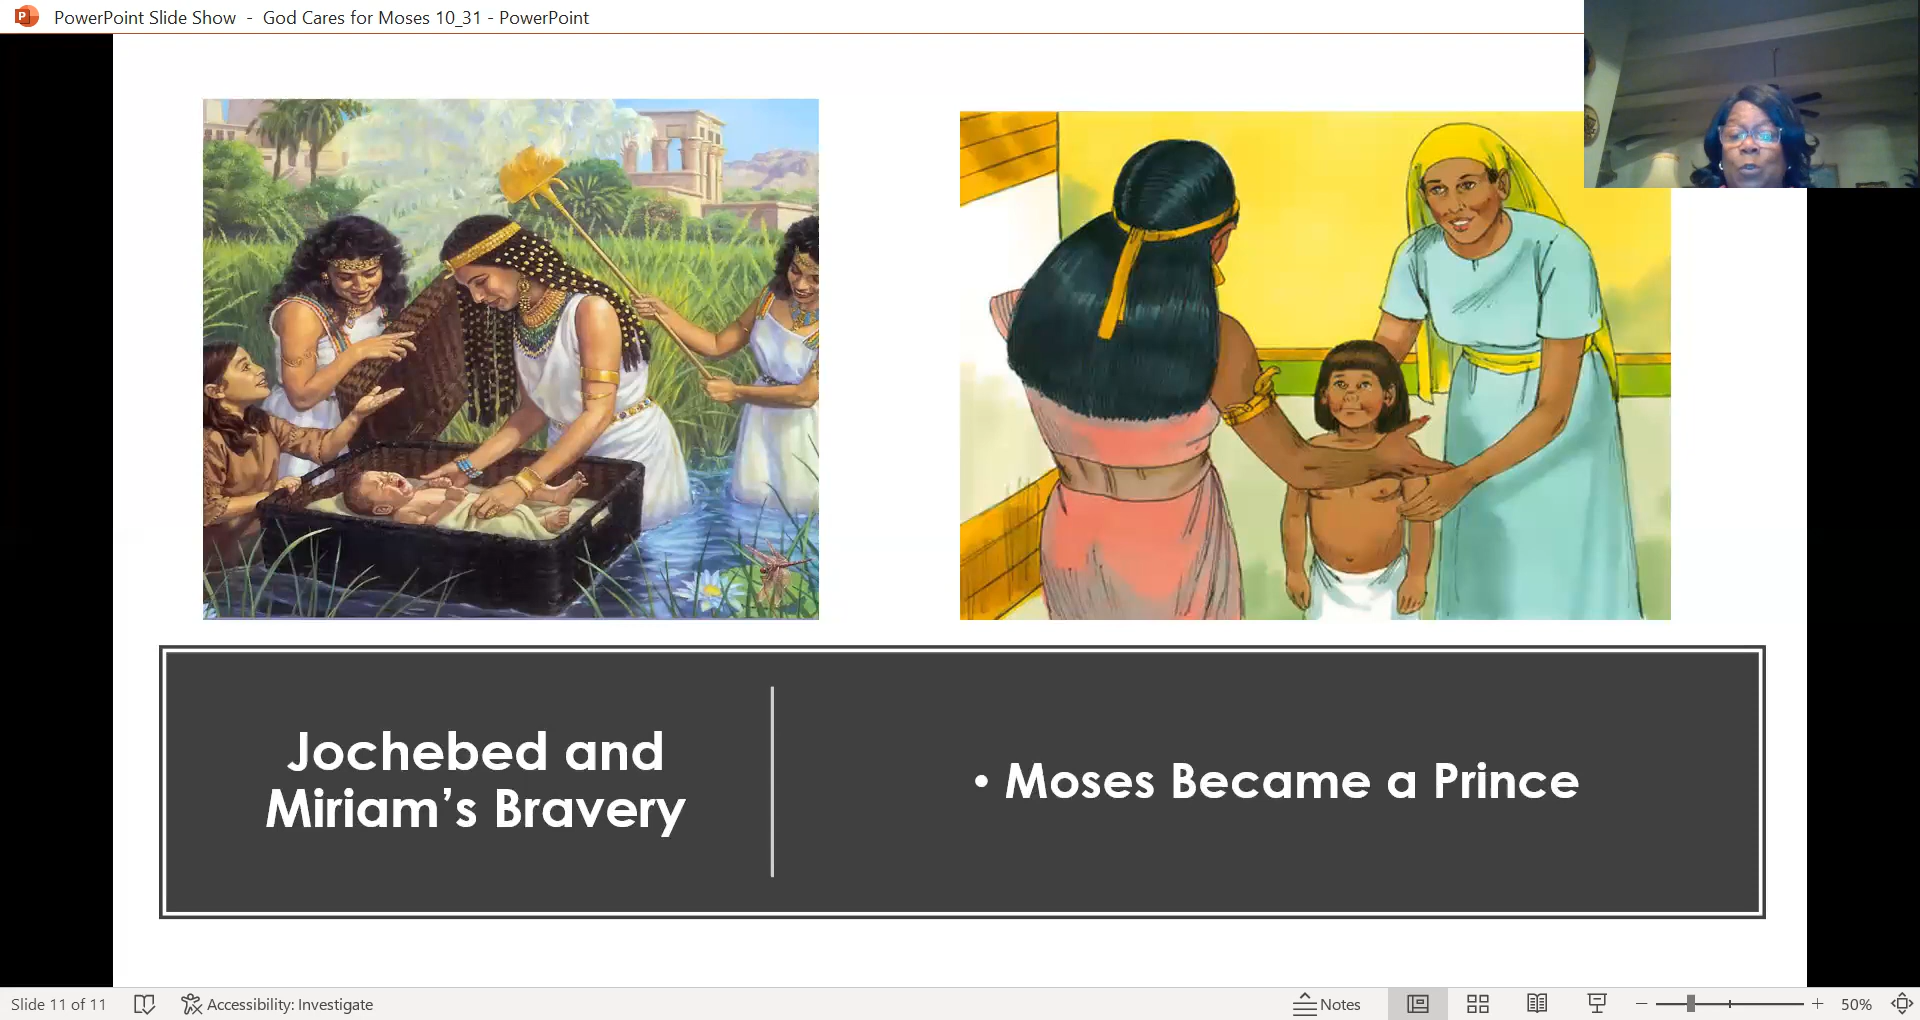 PowerPoint Slide Show - God Cares for Moses 10_31 - PowerPoint
Jochebed and
Miriam’s Bravery
• Moses Became a Prince
Slide 11 of 11
Accessibility: Investigate
Notes
50%